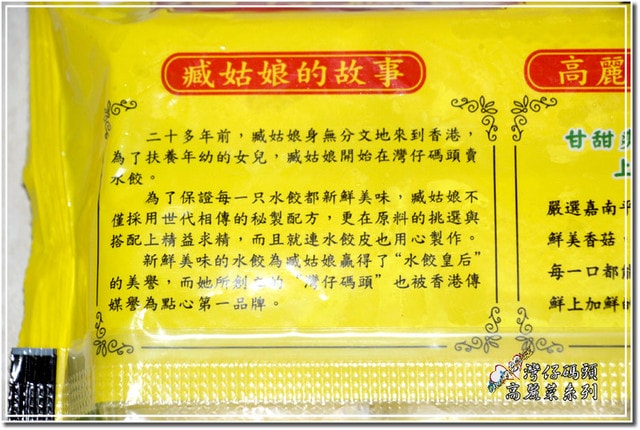 臧姑娘的故事
二十多年前，臧姑娘身無分文地來到香港，
為了扶養年幼的女兒，臧姑娘開始在灣仔碼頭賣
水餃。
為了保證每一只水餃都新鮮美味，臧姑娘不
僅採用世代相傳的秘製配方，更在原料的挑選與
搭配上精益求精，而且就連水餃皮也用心製作。
新鮮美味的水餃為臧姑娘贏得了“水餃皇后”
的美譽，而她所創立的“灣仔碼頭”也被香港傳
媒譽為點心第一品牌。
高麗
甘甜
上
嚴選嘉南平
鮮美香菇，
每一口都
鮮上加鮮的
灣仔碼頭
高麗菜系列